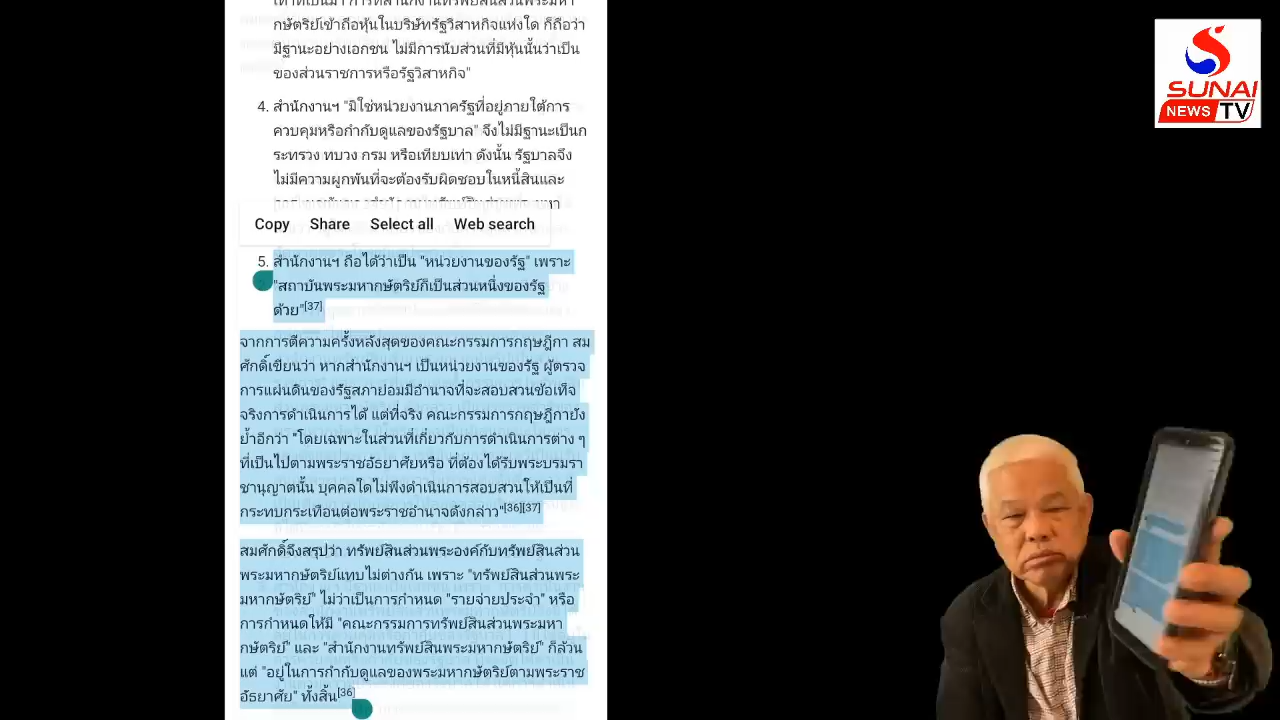 กษัตริย์เข้าถือหุ้นในบริษัทรัฐวิสาหกิจแห่งใด ก็ถือว่า
มีฐานะอย่างเอกชน ไม่มีการนับส่วนที่มีหุ้นนั้นว่าเป็น
ของส่วนราชการหรือรัฐวิสาหกิจ"
4. สำนักงานฯ "มิใช่หน่วยงานภาครัฐที่อยู่ภายใต้การ
ควบคุมหรือกำกับดูแลของรัฐบาล" จึงไม่มีฐานะเป็นก
ระทรวง ทบวง กรม หรือเทียบเท่า ดังนั้น รัฐบาลจึง
ไม่มีความผูกพันที่จะต้องรับผิดชอบในหนี้สินและ
Copy Share Select all Web search
5. สำนักงานฯ ถือได้ว่าเป็น "หน่วยงานของรัฐ" เพราะ
"สถาบันพระมหากษัตริย์ก็เป็นส่วนหนึ่งของรัฐ
ด้วย"[37]
จากการตีความครั้งหลังสุดของคณะกรรมการกฤษฎีกา สม
ศักดิ์เขียนว่า หากสำนักงานฯ เป็นหน่วยงานของรัฐ ผู้ตรวจ
การแผ่นดินของรัฐสภาย่อมมีอำนาจที่จะสอบสวนข้อเท็จ
จริงการดำเนินการได้ แต่ที่จริง คณะกรรมการกฤษฎีกายัง
ย้ำอีกว่า "โดยเฉพาะในส่วนที่เกี่ยวกับการดำเนินการต่าง ๆ
ที่เป็นไปตามพระราชอัธยาศัยหรือ ที่ต้องได้รับพระบรมรา
ชานุญาตนั้น บุคคลใดไม่พึงดำเนินการสอบสวนให้เป็นที่
กระทบกระเทือนต่อพระราชอำนาจดังกล่าว"[36][37]
สมศักดิ์จึงสรุปว่า ทรัพย์สินส่วนพระองค์กับทรัพย์สินส่วน
พระมหากษัตริย์แทบไม่ต่างกัน เพราะ "ทรัพย์สินส่วนพระ
มหากษัตริย์" ไม่ว่าเป็นการกำหนด "รายจ่ายประจำ" หรือ
การกำหนดให้มี "คณะกรรมการทรัพย์สินส่วนพระมหา
กษัตริย์" และ "สำนักงานทรัพย์สินพระมหากษัตริย์" ก็ล้วน
แต่ "อยู่ในการกำกับดูแลของพระมหากษัตริย์ตามพระราช
อัธยาศัย" ทั้งสิ้น[36]
SUNAI
NEWS TV